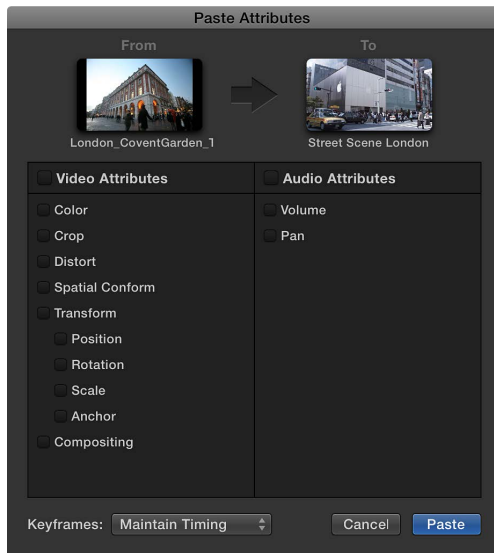 Paste Attributes
From
To
London_CoventGarden_1
Street Scene London
Video Attributes
Audio Attributes
Color
Crop
Distort
Spatial Conform
Transform
Position
Rotation
Scale
Anchor
Compositing
Volume
Pan
Keyframes: Maintain Timing
Cancel
Paste